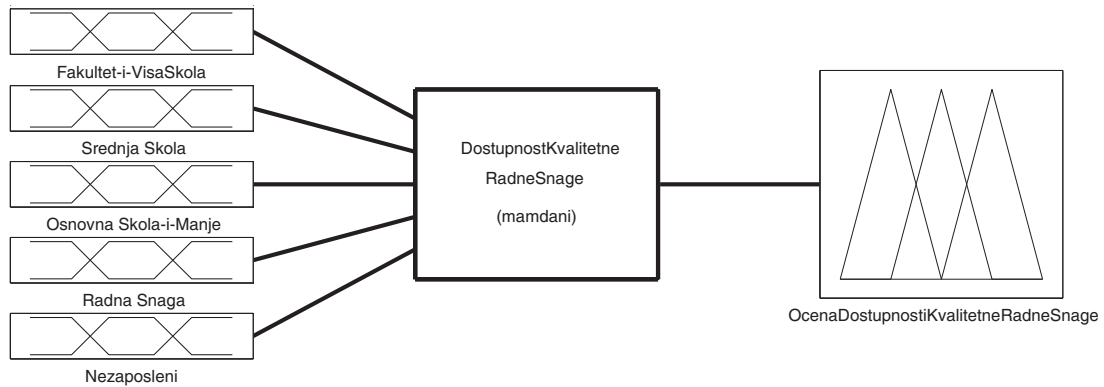 Fakultet-i-VisaSkola
Srednja Skola
Osnovna Skola-i-Manje
Radna Snaga
Nezaposleni
DostupnostKvalitetne
RadneSnage
(mamdani)
OcenaDostupnostiKvalitetneRadneSnage